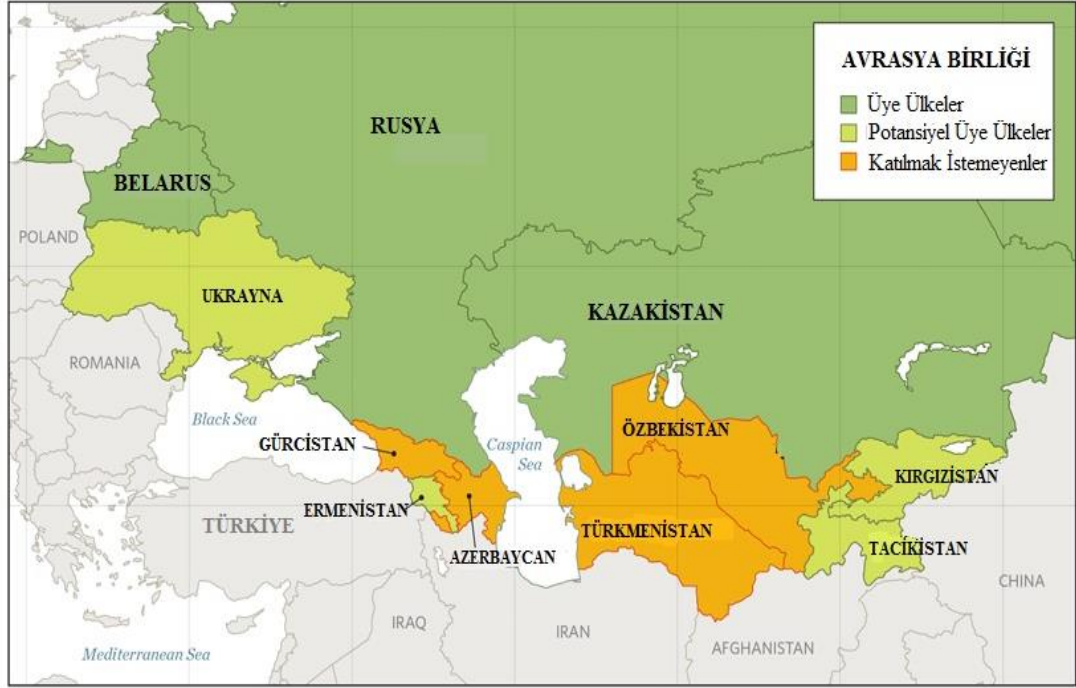 AVRASYA BİRLİĞİ
Üye Ülkeler
Potansiyel Üye Ülkeler
Katılmak İstemeyenler
RUSYA
BELARUS
POLAND
UKRAYNA
KAZAKİSTAN
ROMANIA
Black Sea
GÜRCİSTAN
Caspian
Sea
ÖZBEKİSTAN
KIRGIZİSTAN
ERMENİSTAN
TÜRKİYE
TÜRKMENİSTAN
AZERBAYCAN
TACİKİSTAN
CHINA
IRAQ
IRAN
AFGHANISTAN
Mediterranean Sea